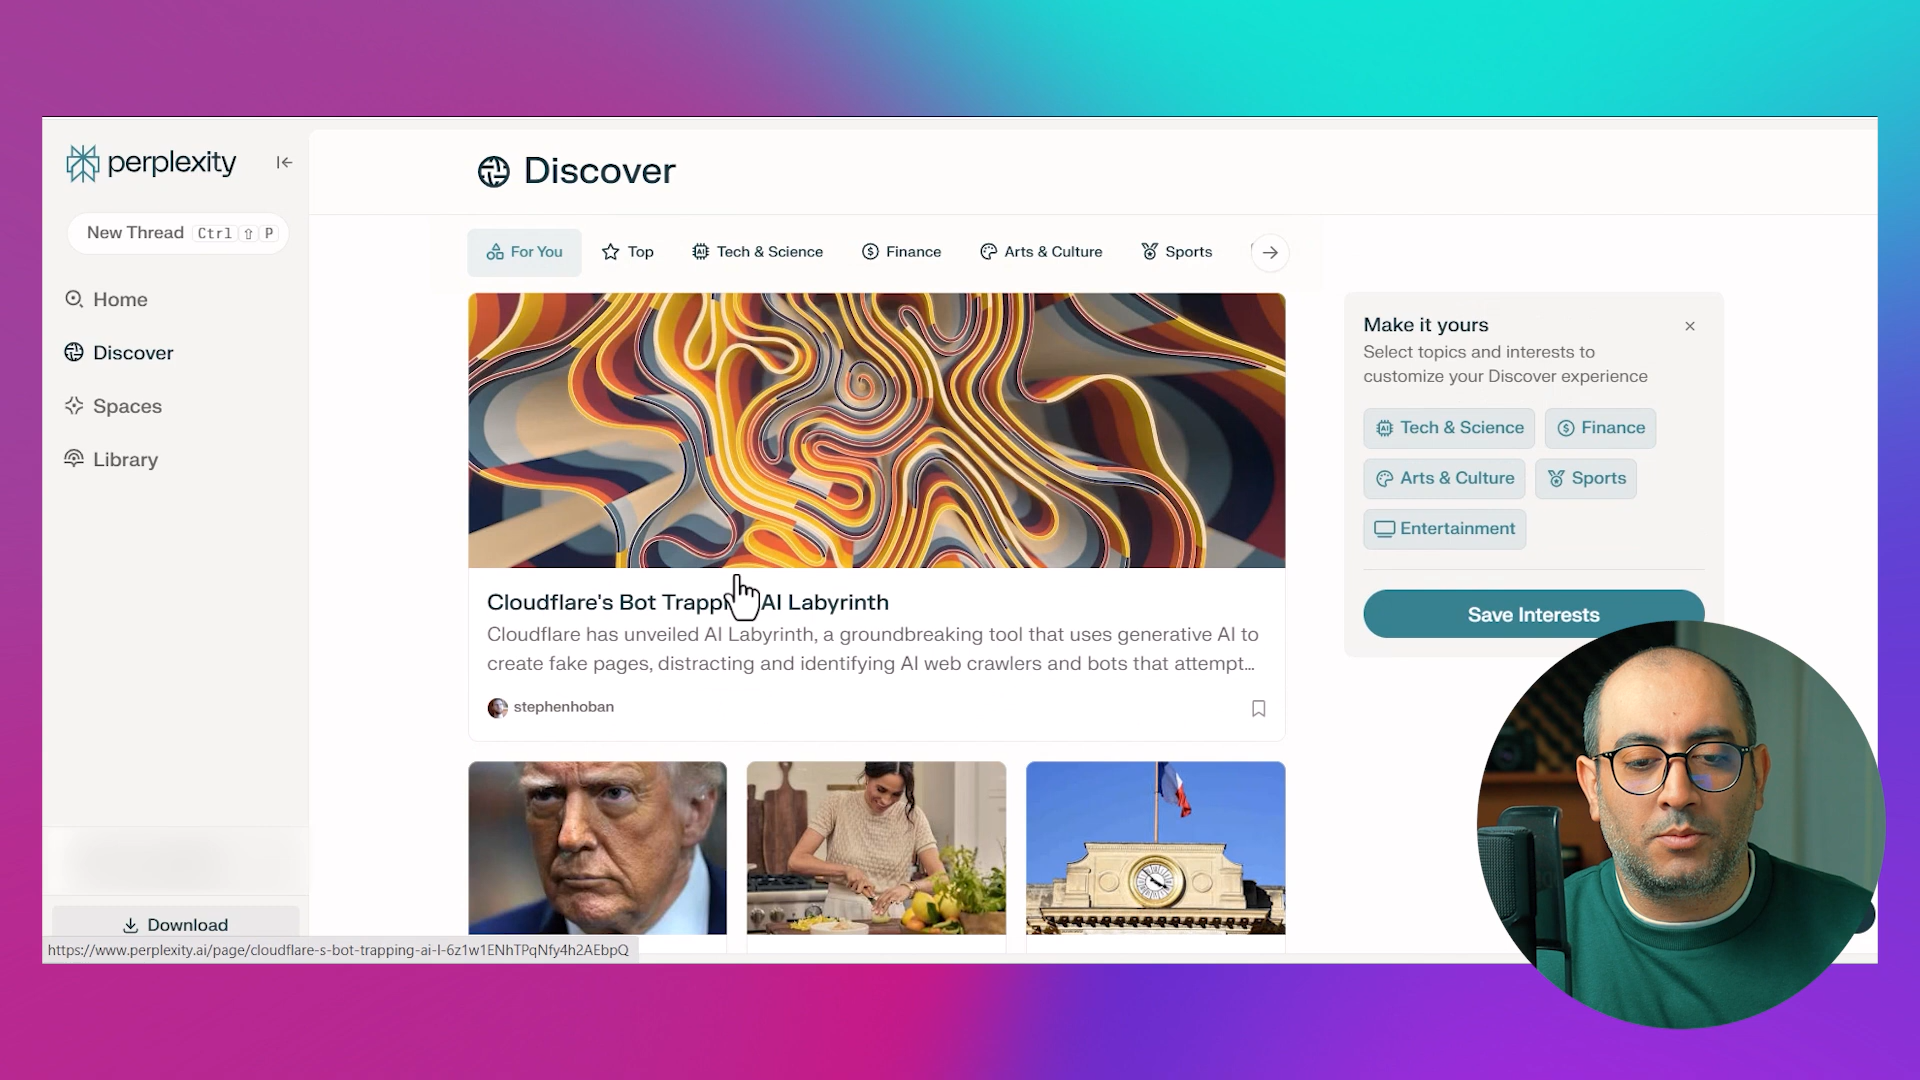 perplexity
New Thread Ctrl ⇧ P
Home
Discover
Spaces
Library
Download
https://www.perplexity.ai/page/cloudflare-s-bot-trapping-ai-l-6z1w1ENhTPqNfy4h2AEbpQ
Discover
For You
Top
Tech & Science
Finance
Arts & Culture
Sports
Cloudflare's Bot AI Labyrinth
Cloudflare has unveiled AI Labyrinth, a groundbreaking tool that uses generative AI to
create fake pages, distracting and identifying AI web crawlers and bots that attempt...
stephenhoban
Make it yours
Select topics and interests to
customize your Discover experience
Tech & Science
Finance
Arts & Culture
Sports
Entertainment
Save Interests